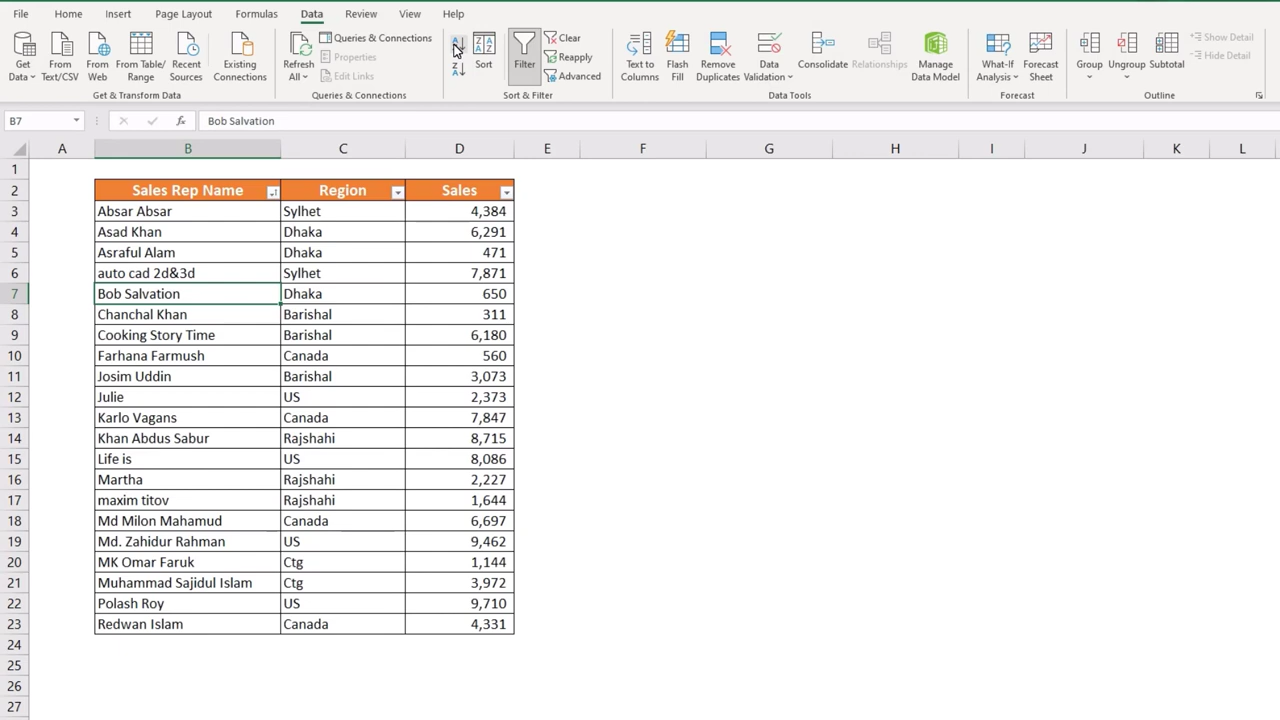 File Home Insert Page Layout Formulas Data Review View Help
Get Data From Text/CSV From Web From Table/Range Recent Sources Existing Connections
Get & Transform Data
Refresh All Queries & Connections
Properties
Edit Links
Queries & Connections
Sort Filter Clear
Reapply
Advanced
Sort & Filter
Text to Columns Flash Fill Remove Duplicates Data Validation Consolidate Relationships Manage Data Model
Data Tools
What-If Analysis Forecast Sheet
Forecast
Group Ungroup Subtotal Show Detail
Hide Detail
Outline
B7 fx Bob Salvation
A B C D E F G H I J K L
1
2 Sales Rep Name Region Sales
3 Absar Absar Sylhet 4,384
4 Asad Khan Dhaka 6,291
5 Asraful Alam Dhaka 471
6 auto cad 2d&3d Sylhet 7,871
7 Bob Salvation Dhaka 650
8 Chanchal Khan Barishal 311
9 Cooking Story Time Barishal 6,180
10 Farhana Farmush Canada 560
11 Josim Uddin Barishal 3,073
12 Julie US 2,373
13 Karlo Vagans Canada 7,847
14 Khan Abdus Sabur Rajshahi 8,715
15 Life is US 8,086
16 Martha Rajshahi 2,227
17 maxim titov Rajshahi 1,644
18 Md Milon Mahamud Canada 6,697
19 Md. Zahidur Rahman US 9,462
20 MK Omar Faruk Ctg 1,144
21 Muhammad Sajidul Islam Ctg 3,972
22 Polash Roy US 9,710
23 Redwan Islam Canada 4,331
24
25
26
27